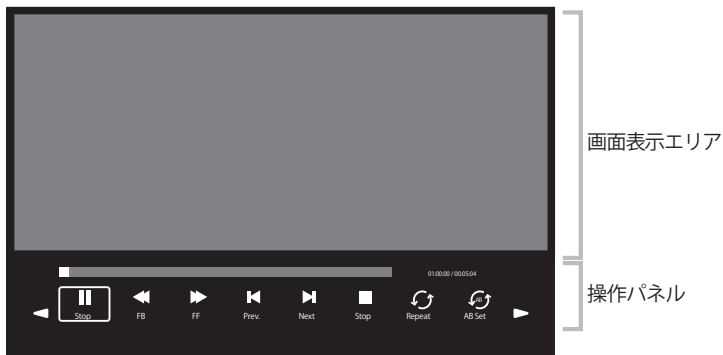 画面表示エリア
01:00:00 / 00:05:04
操作パネル
Stop
FB
FF
Prev.
Next
Stop
Repeat
AB
AB Set